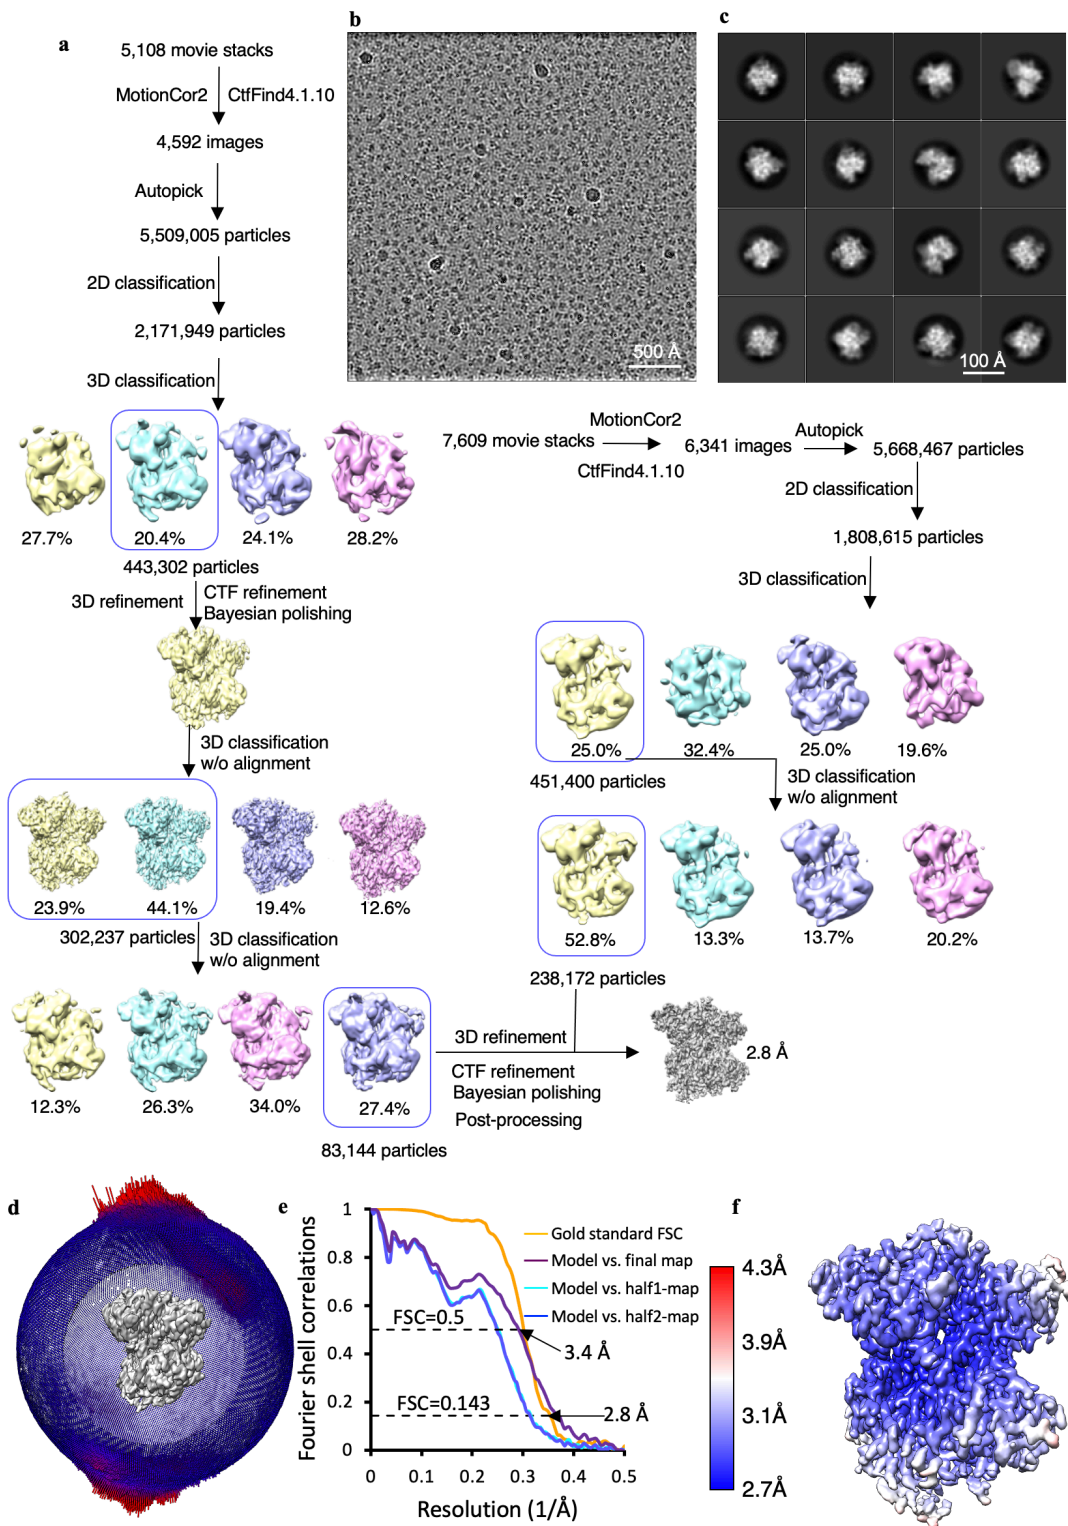 a
5,108 movie stacks
MotionCor2
CtfFind4.1.10
4,592 images
Autopick
5,509,005 particles
2D classification
2,171,949 particles
3D classification
27.7%
20.4%
24.1%
28.2%
443,302 particles
3D refinement
CTF refinement
Bayesian polishing
3D classification
w/o alignment
23.9%
44.1%
19.4%
12.6%
302,237 particles
3D classification
w/o alignment
12.3%
26.3%
34.0%
27.4%
83,144 particles
b
500 Å
c
100 Å
7,609 movie stacks
MotionCor2
CtfFind4.1.10
6,341 images
Autopick
5,668,467 particles
2D classification
1,808,615 particles
3D classification
25.0%
32.4%
25.0%
19.6%
451,400 particles
3D classification
w/o alignment
52.8%
13.3%
13.7%
20.2%
238,172 particles
3D refinement
CTF refinement
Bayesian polishing
Post-processing
2.8 Å
d
e
Fourier shell correlations
1
0.8
0.6
0.4
0.2
0
0
0.1
0.2
0.3
0.4
0.5
Resolution (1/Å)
Gold standard FSC
Model vs. final map
Model vs. half1-map
Model vs. half2-map
FSC=0.5
3.4 Å
FSC=0.143
2.8 Å
f
4.3Å
3.9Å
3.1Å
2.7Å